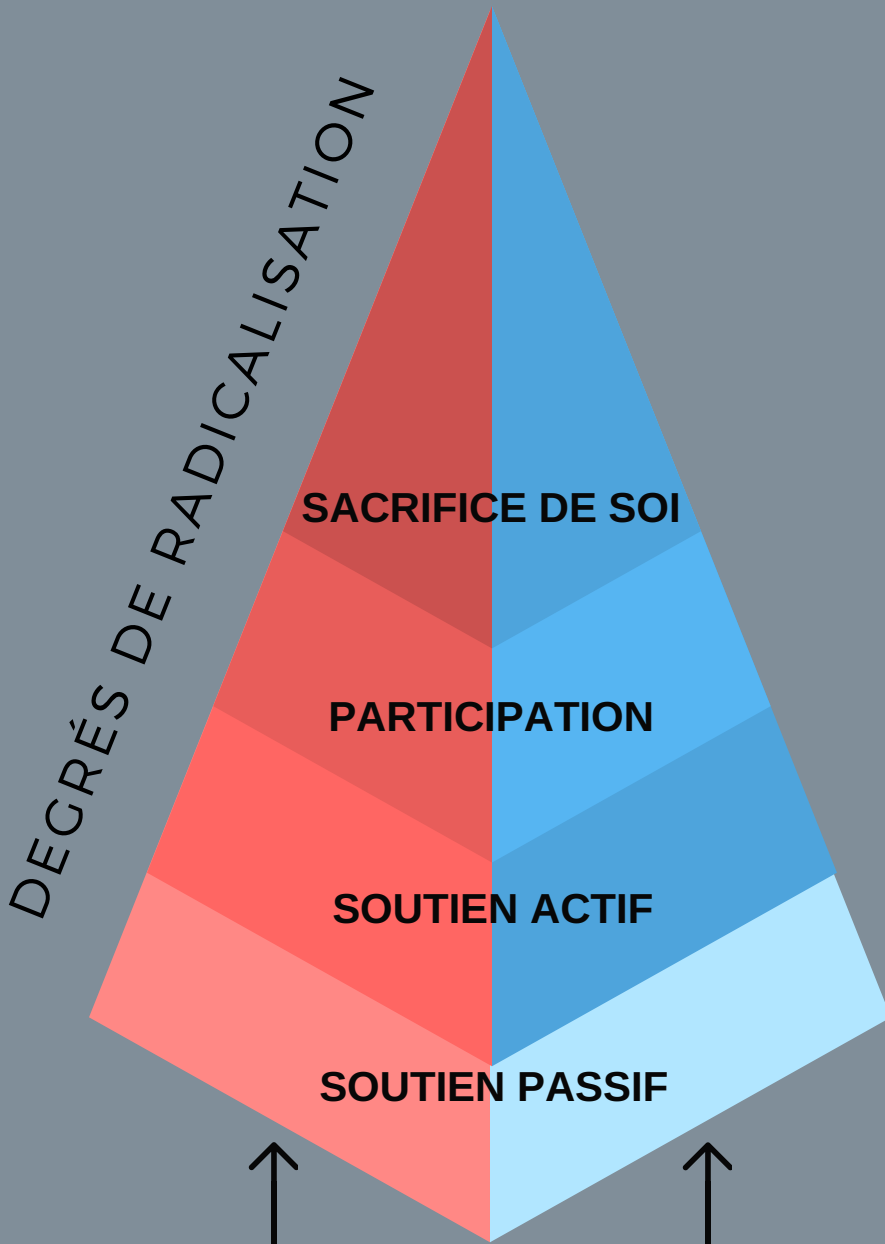 DEGRÉS DE RADICALISATION
SACRIFICE DE SOI
PARTICIPATION
SOUTIEN ACTIF
SOUTIEN PASSIF